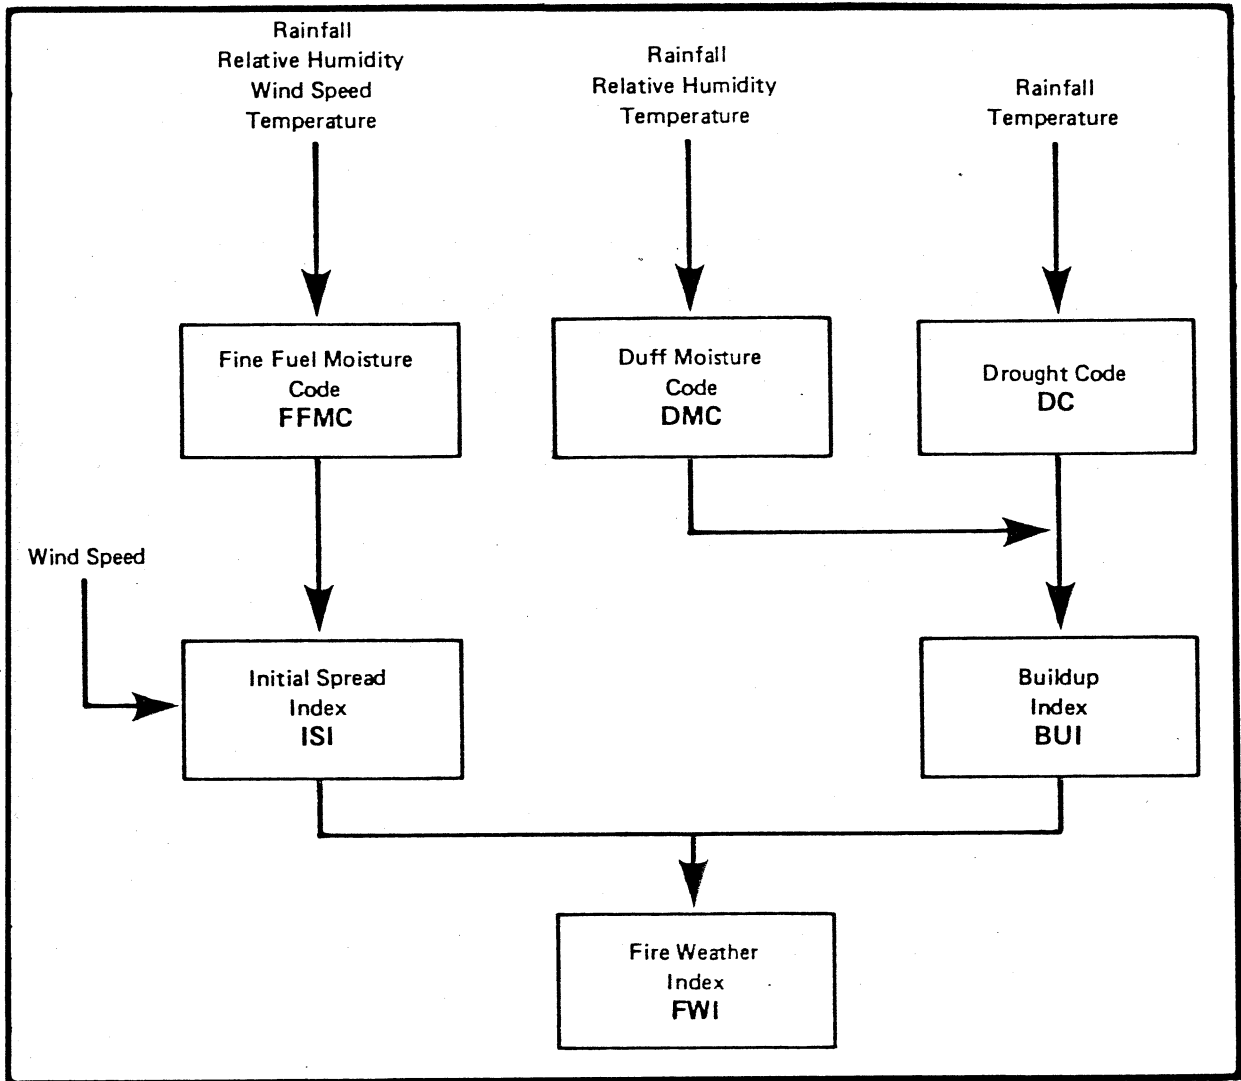 Rainfall
Relative Humidity
Wind Speed
Temperature
Rainfall
Relative Humidity
Temperature
Rainfall
Temperature
Fine Fuel Moisture
Code
FFMC
Duff Moisture
Code
DMC
Drought Code
DC
Wind Speed
Initial Spread
Index
ISI
Buildup
Index
BUI
Fire Weather
Index
FWI